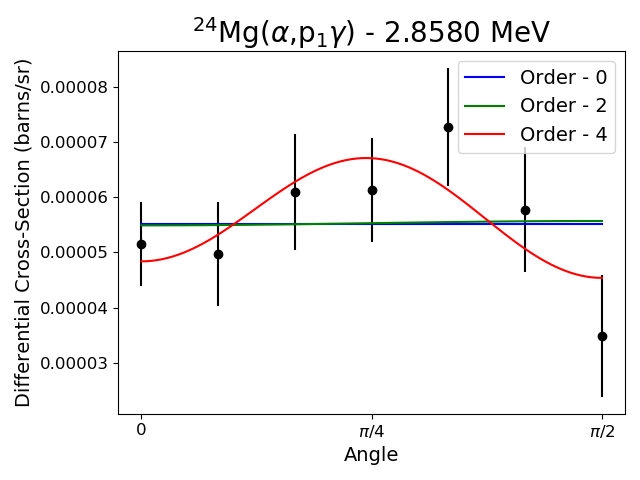 ²⁴Mg(α,p₁γ) - 2.8580 MeV
Differential Cross-Section (barns/sr)
0.00008
0.00007
0.00006
0.00005
0.00004
0.00003
Order - 0
Order - 2
Order - 4
0
π/4
π/2
Angle